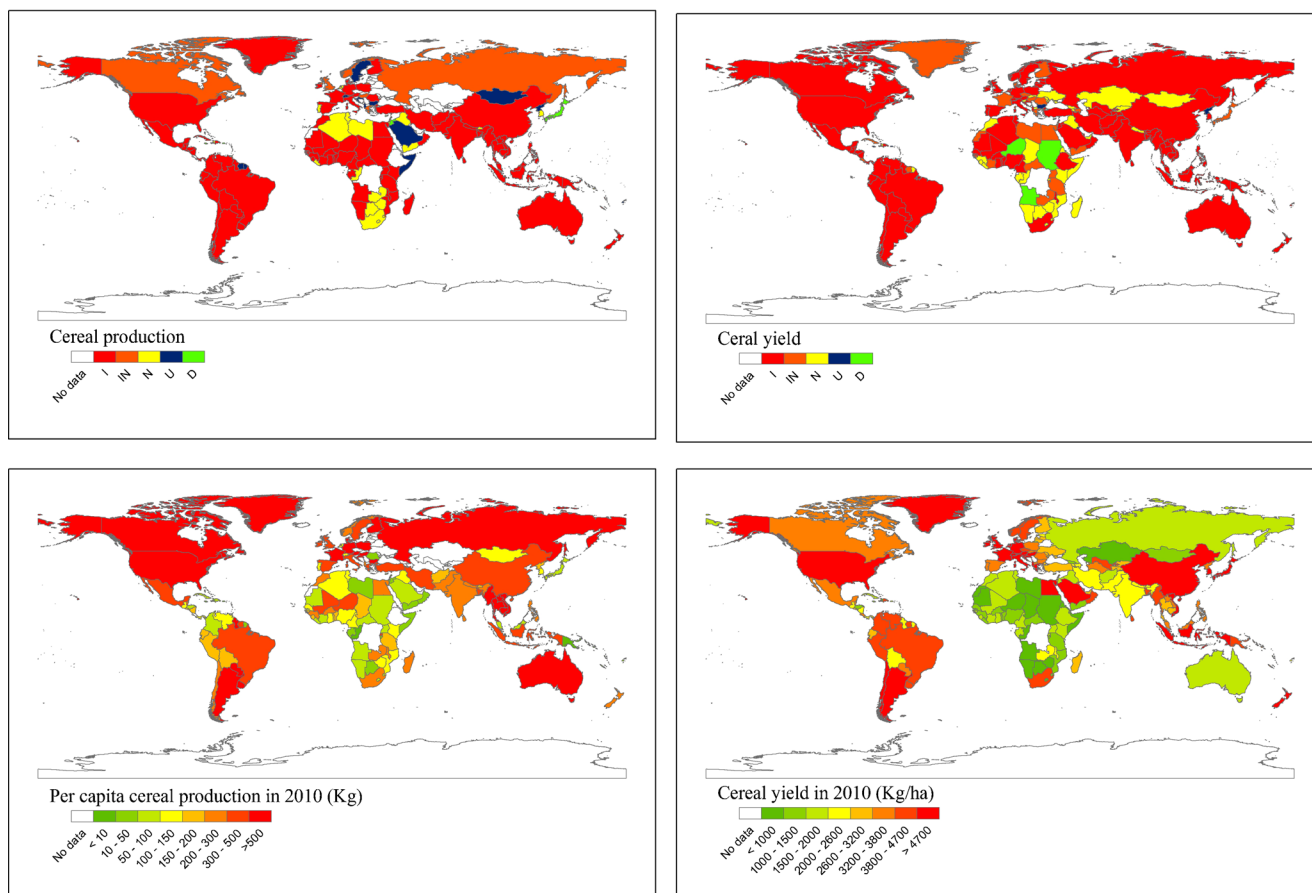 Cereal production
No data I IN N U D
Ceral yield
No data I IN N U D
Per capita cereal production in 2010 (Kg)
No data < 10 10 - 50 50 - 100 100 - 150 150 - 200 200 - 300 300 - 500 >500
Cereal yield in 2010 (Kg/ha)
No data < 1000 1000 - 1500 1500 - 2000 2000 - 2600 2600 - 3200 3200 - 3800 3800 - 4700 > 4700